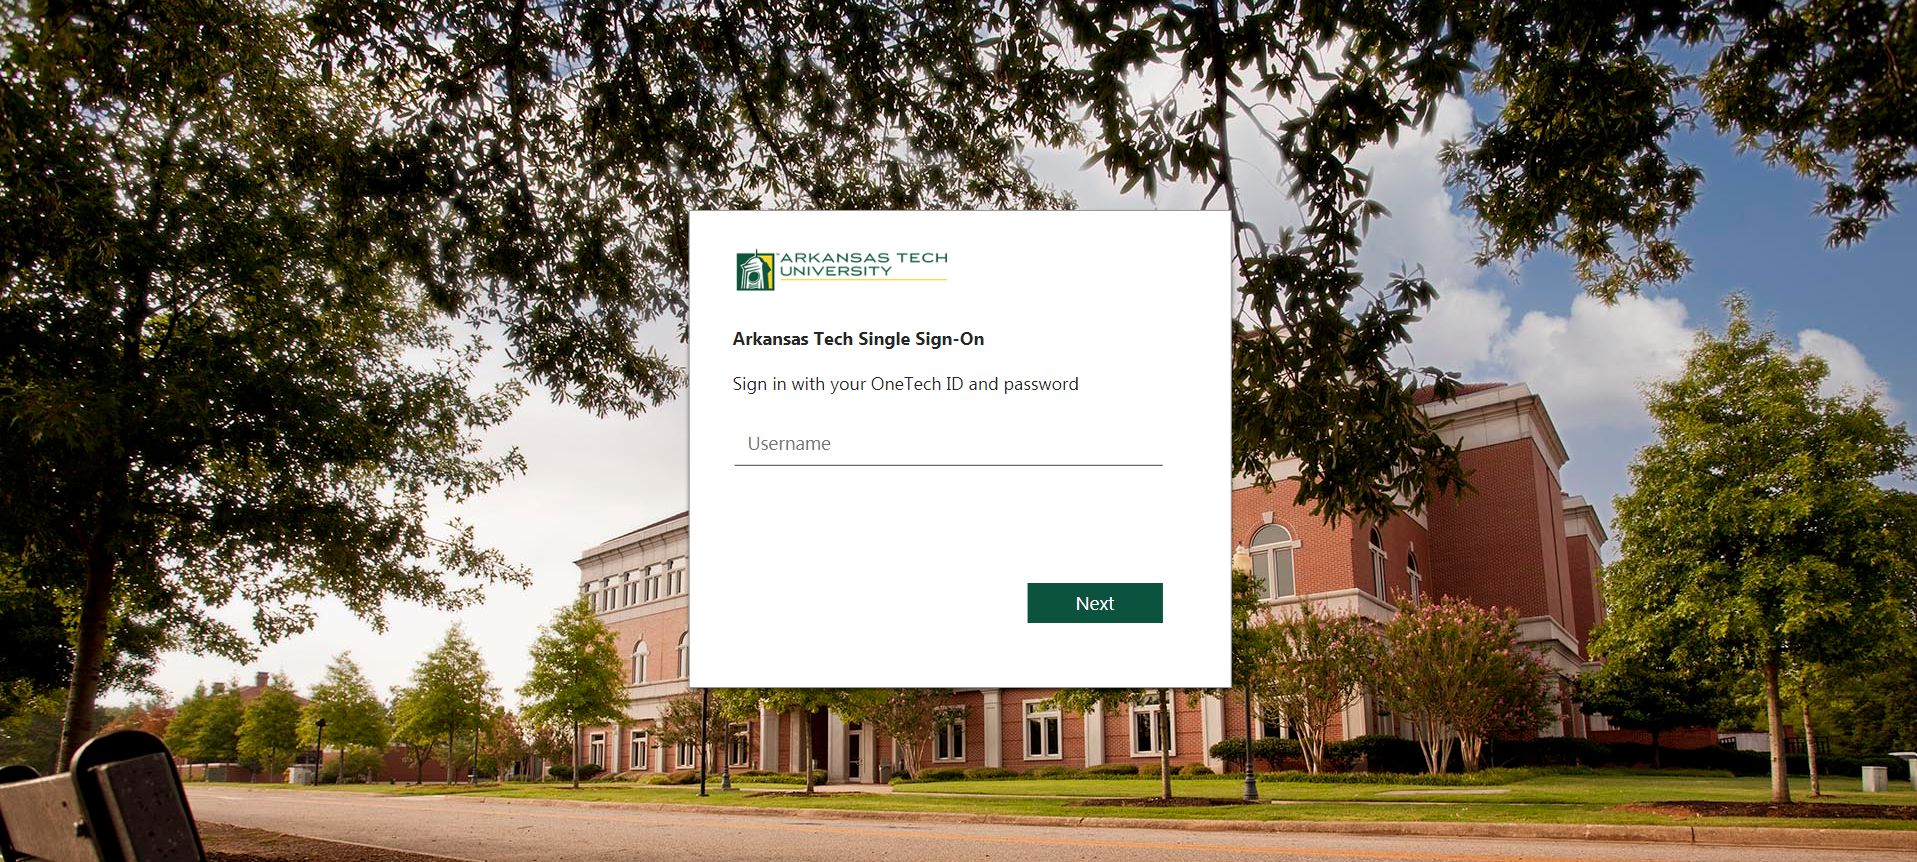 ARKANSAS TECH
UNIVERSITY
Arkansas Tech Single Sign-On
Sign in with your OneTech ID and password
Username
Next